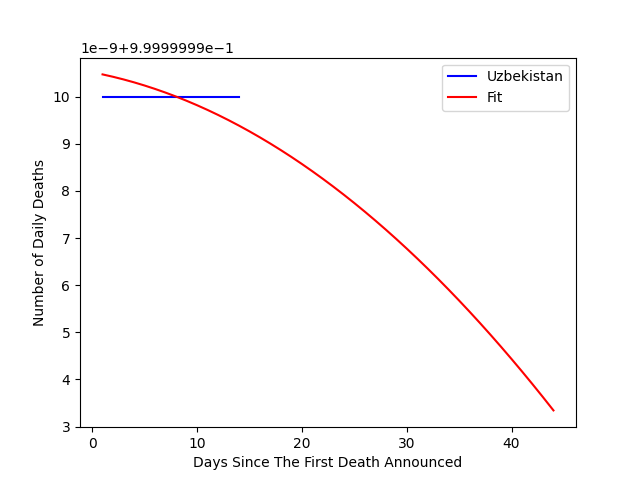 1e−9+9.9999999e−1
Uzbekistan
Fit
Number of Daily Deaths
10
9
8
7
6
5
4
3
0 10 20 30 40
Days Since The First Death Announced